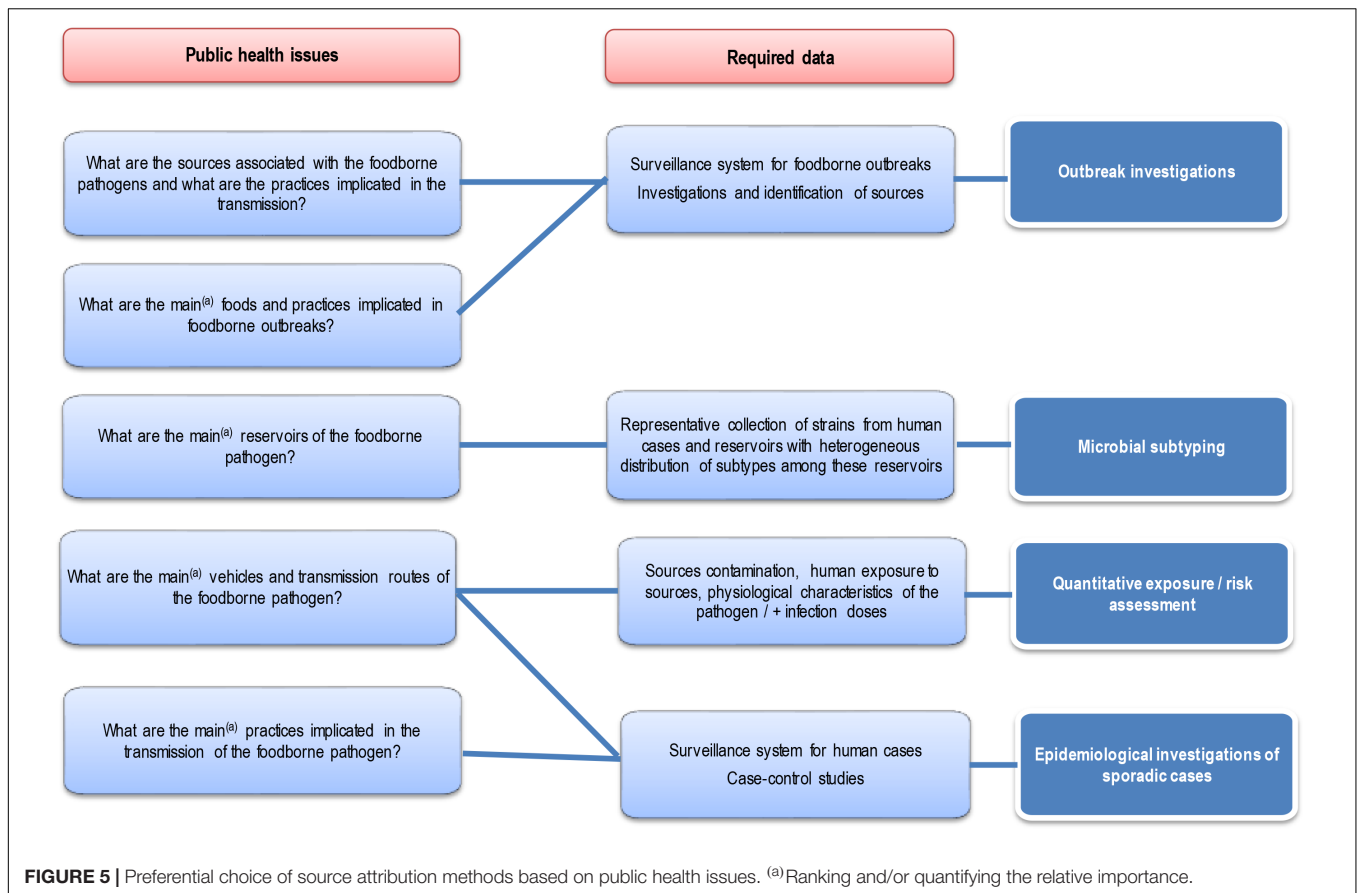 Public health issues
Required data
What are the sources associated with the foodborne
pathogens and what are the practices implicated in the
transmission?
Surveillance system for foodborne outbreaks
Investigations and identification of sources
Outbreak investigations
What are the main(a) foods and practices implicated in
foodborne outbreaks?
What are the main(a) reservoirs of the foodborne
pathogen?
Representative collection of strains from human
cases and reservoirs with heterogeneous
distribution of subtypes among these reservoirs
Microbial subtyping
What are the main(a) vehicles and transmission routes of
the foodborne pathogen?
Sources contamination, human exposure to
sources, physiological characteristics of the
pathogen / + infection doses
Quantitative exposure / risk
assessment
What are the main(a) practices implicated in the
transmission of the foodborne pathogen?
Surveillance system for human cases
Case-control studies
Epidemiological investigations of
sporadic cases
FIGURE 5 | Preferential choice of source attribution methods based on public health issues. (a)Ranking and/or quantifying the relative importance.